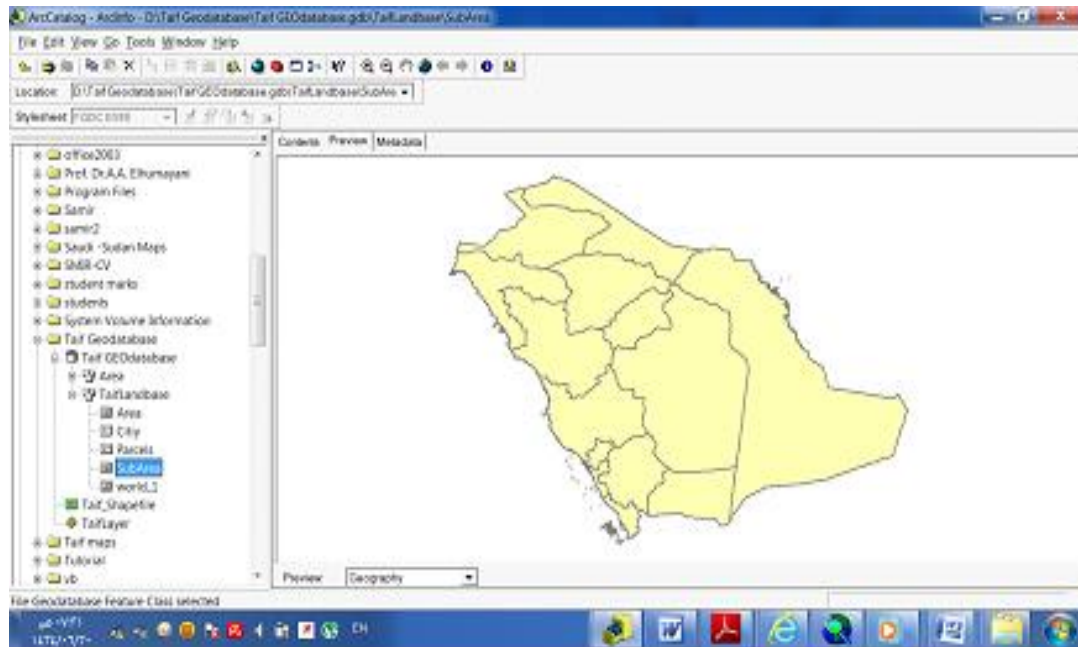 ArcCatalog - ArcInfo - D:\Taif Geodatabase\Taif GEOdatabase.gdb\TaifLandbase\SubArea
File Edit View Go Tools Window Help
Location: D:\Taif Geodatabase\Taif GEOdatabase.gdb\TaifLandbase\SubArea
Stylesheet: FGDC ESRI
Contents Preview Metadata
office2003
Prof. Dr.A.A. Elhumayani
Program Files
Samir
samir2
Saudi -Sudan Maps
SMSR-CV
student marks
students
System Volume Information
Taif Geodatabase
Taif GEOdatabase
Area
TaifLandbase
Area
Citiy
Parcels
SubArea
world_1
Taif_Shapefile
TaifLayer
Taif maps
Tutorial
vb
Preview: Geography
File Geodatabase Feature Class selected
EN